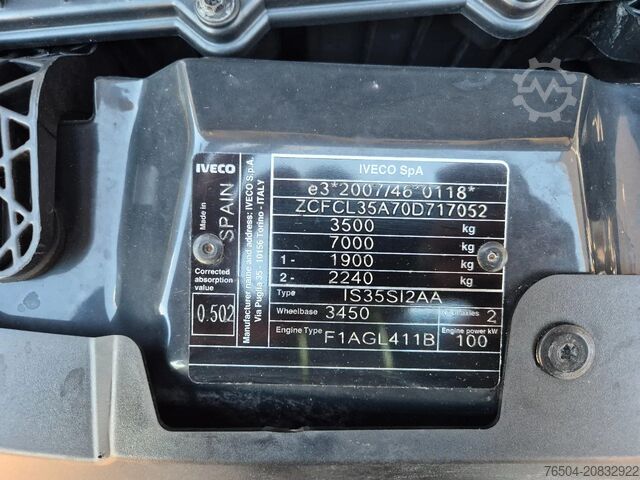 IVECO
Made in
SPAIN
Corrected
absorption
value
0.502
Manufacturer name and address: IVECO S.p.A.
Via Puglia 35 - 10156 Torino - ITALY
IVECO SpA
e3*2007/46*0118*
ZCFCL35A70D717052
3500 kg
7000 kg
1- 1900 kg
2- 2240 kg
Type IS35SI2AA
Wheelbase 3450 axles 2
Engine Type F1AGL411B Engine power kW 100
76504-20832922